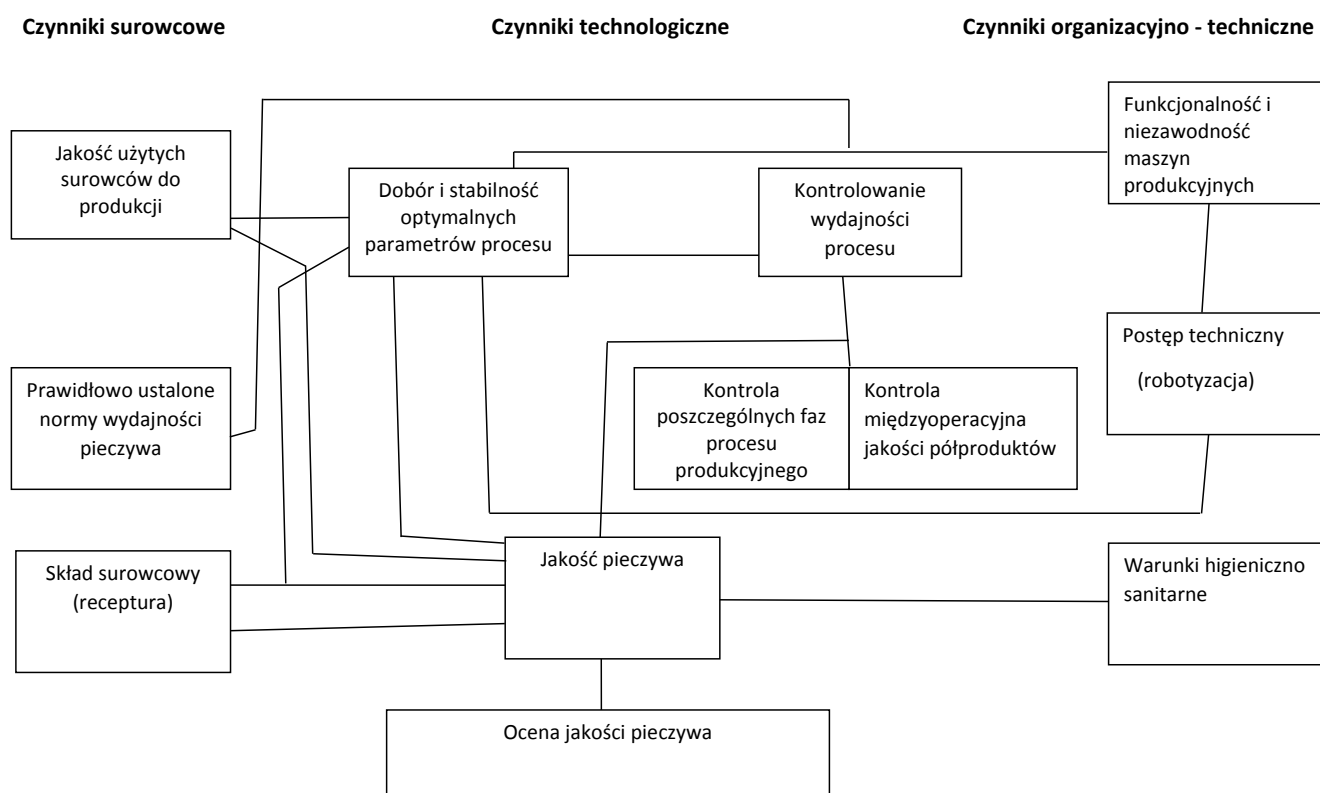 Czynniki surowcowe
Czynniki technologiczne
Czynniki organizacyjno - techniczne
Jakość użytych
surowców do
produkcji
Dobór i stabilność
optymalnych
parametrów procesu
Kontrolowanie
wydajności
procesu
Funkcjonalność i
niezawodność
maszyn
produkcyjnych
Prawidłowo ustalone
normy wydajności
pieczywa
Kontrola
poszczególnych faz
procesu
produkcyjnego
Kontrola
międzyoperacyjna
jakości półproduktów
Postęp techniczny
(robotyzacja)
Skład surowcowy
(receptura)
Jakość pieczywa
Warunki higieniczno
sanitarne
Ocena jakości pieczywa